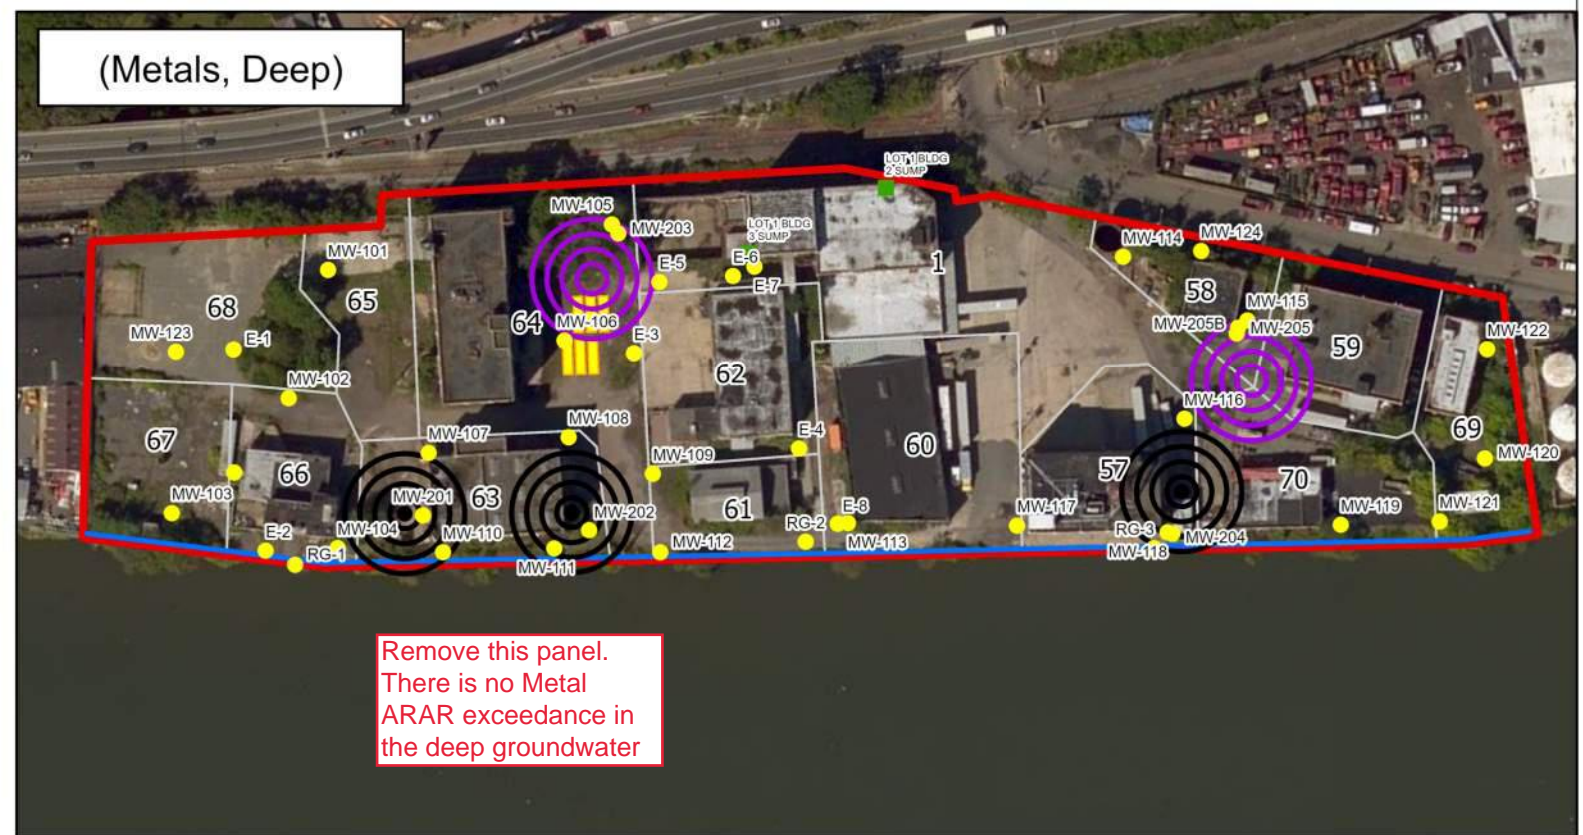 (Metals, Deep)
LOT 1 BLDG
2 SUMP
MW-105
MW-203
LOT 1 BLDG
3 SUMP
MW-124
MW-114
MW-101
E-5
E-6
E-7
1
68
65
58
MW-115
64
MW-106
MW-205B
MW-205
MW-123
E-1
E-3
59
MW-122
62
MW-102
MW-116
MW-108
67
MW-107
E-4
60
69
MW-109
MW-120
66
57
70
MW-103
MW-201
63
MW-202
61
MW-104
MW-110
RG-2
E-8
MW-117
RG-3
MW-119
MW-121
E-2
RG-1
MW-111
MW-112
MW-113
MW-118
MW-204
Remove this panel.
There is no Metal
ARAR exceedance in
the deep groundwater